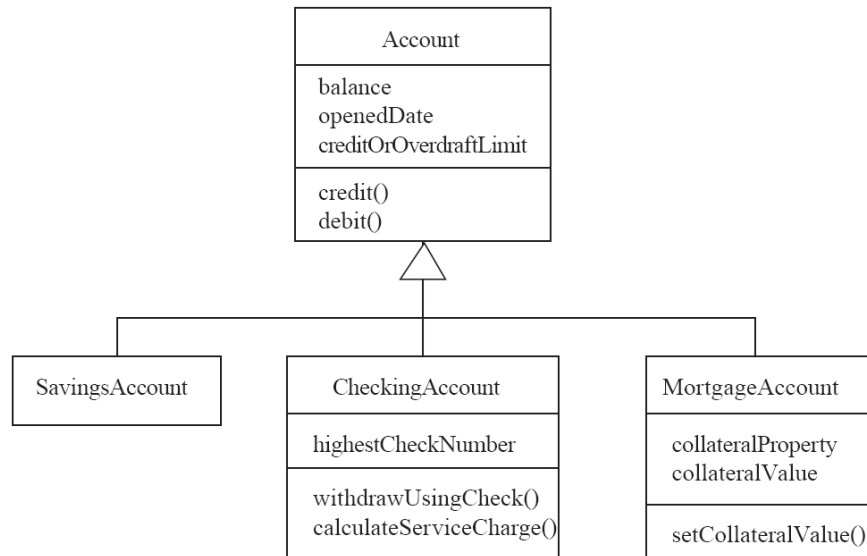 Account
balance
openedDate
creditOrOverdraftLimit
credit()
debit()
SavingsAccount
CheckingAccount
MortgageAccount
highestCheckNumber
collateralProperty
collateralValue
withdrawUsingCheck()
calculateServiceCharge()
setCollateralValue()